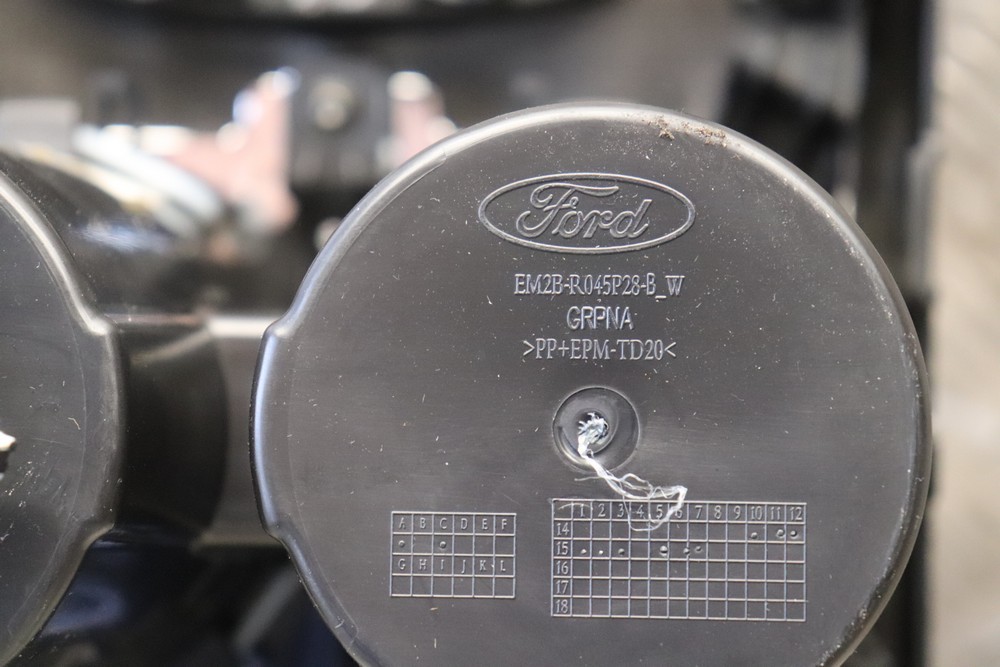 Ford
EM2B-R045P28-B_W
GRPNA
>PP+EPM-TD20<
A B C D E F
G H I J K L
1 2 3 4 5 6 7 8 9 10 11 12
14
15
16
17
18